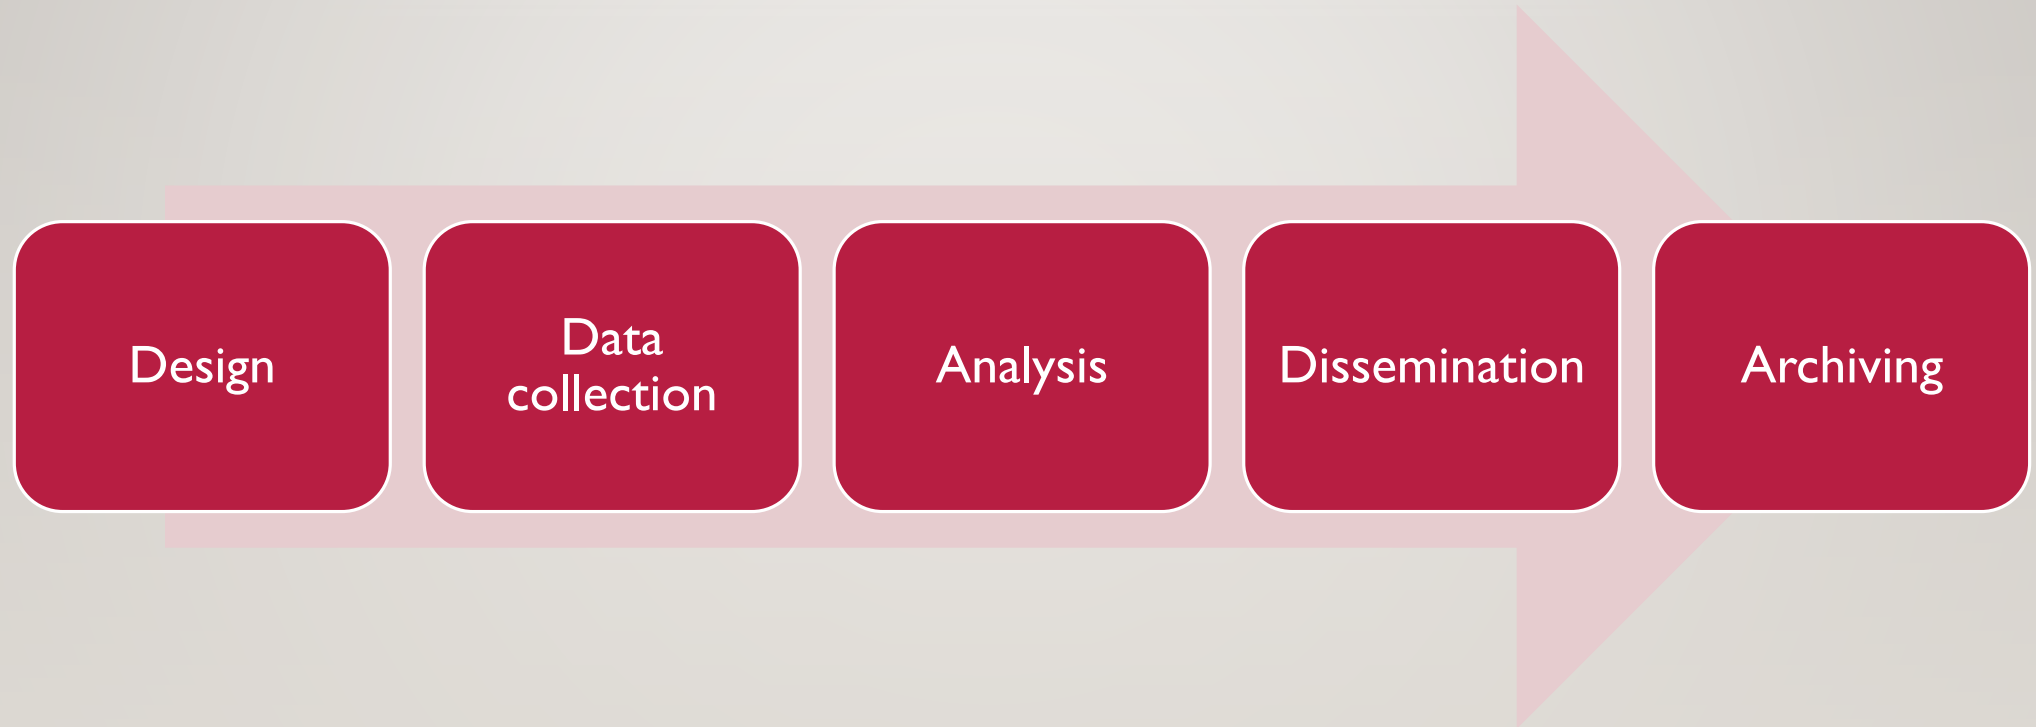 Design
Data
collection
Analysis
Dissemination
Archiving